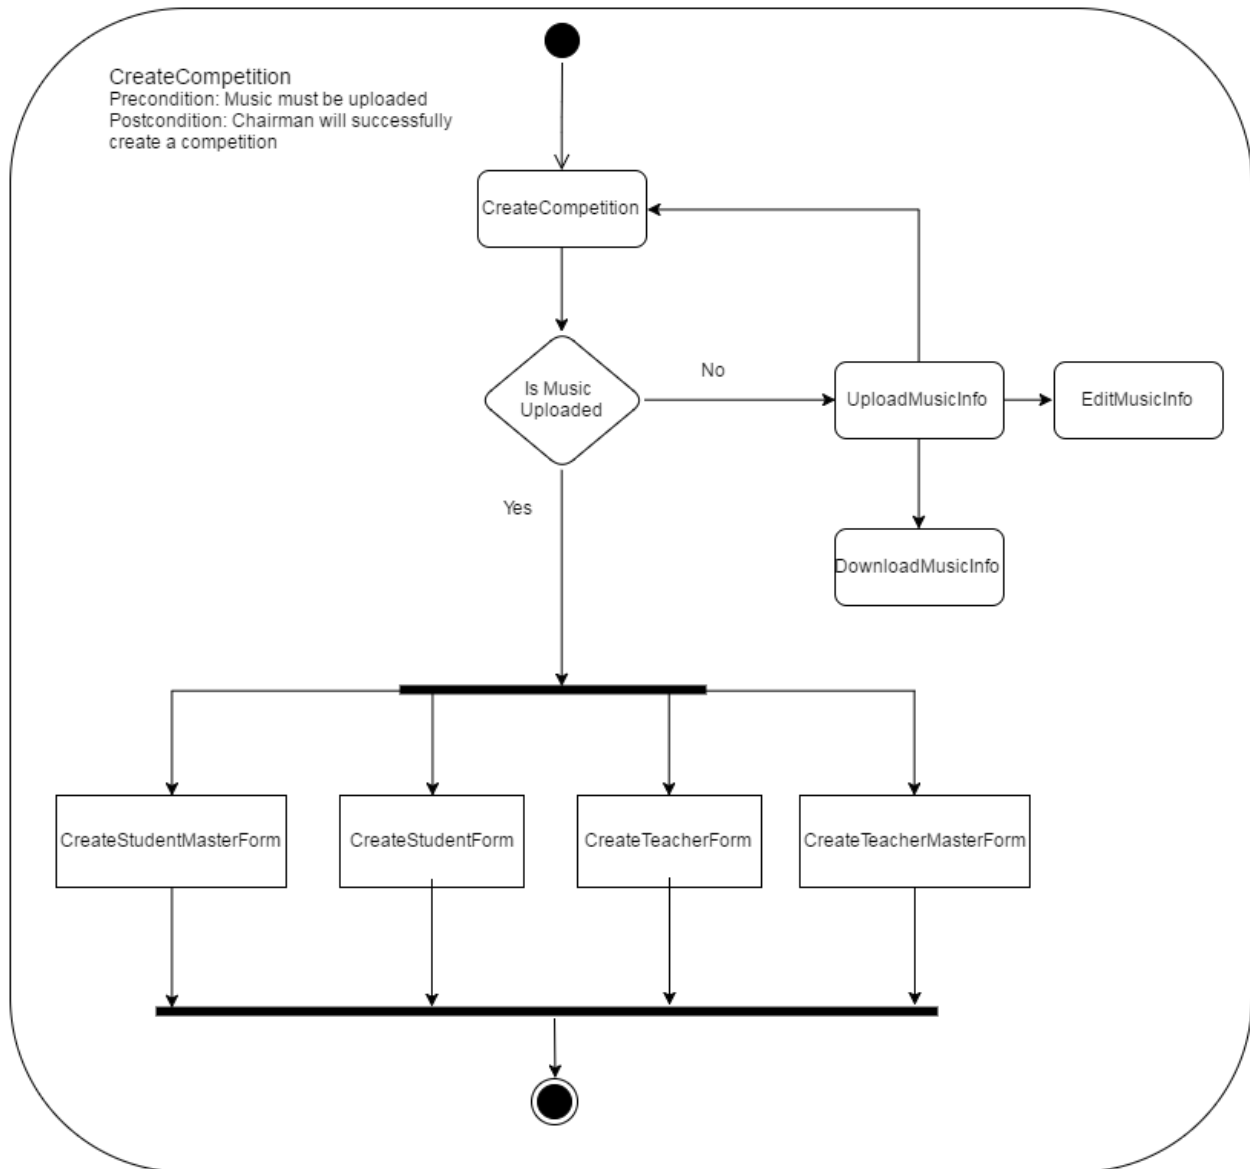 CreateCompetition
Precondition: Music must be uploaded
Postcondition: Chairman will successfully
create a competition
CreateCompetition
Is Music
Uploaded
No
UploadMusicInfo
EditMusicInfo
Yes
DownloadMusicInfo
CreateStudentMasterForm
CreateStudentForm
CreateTeacherForm
CreateTeacherMasterForm